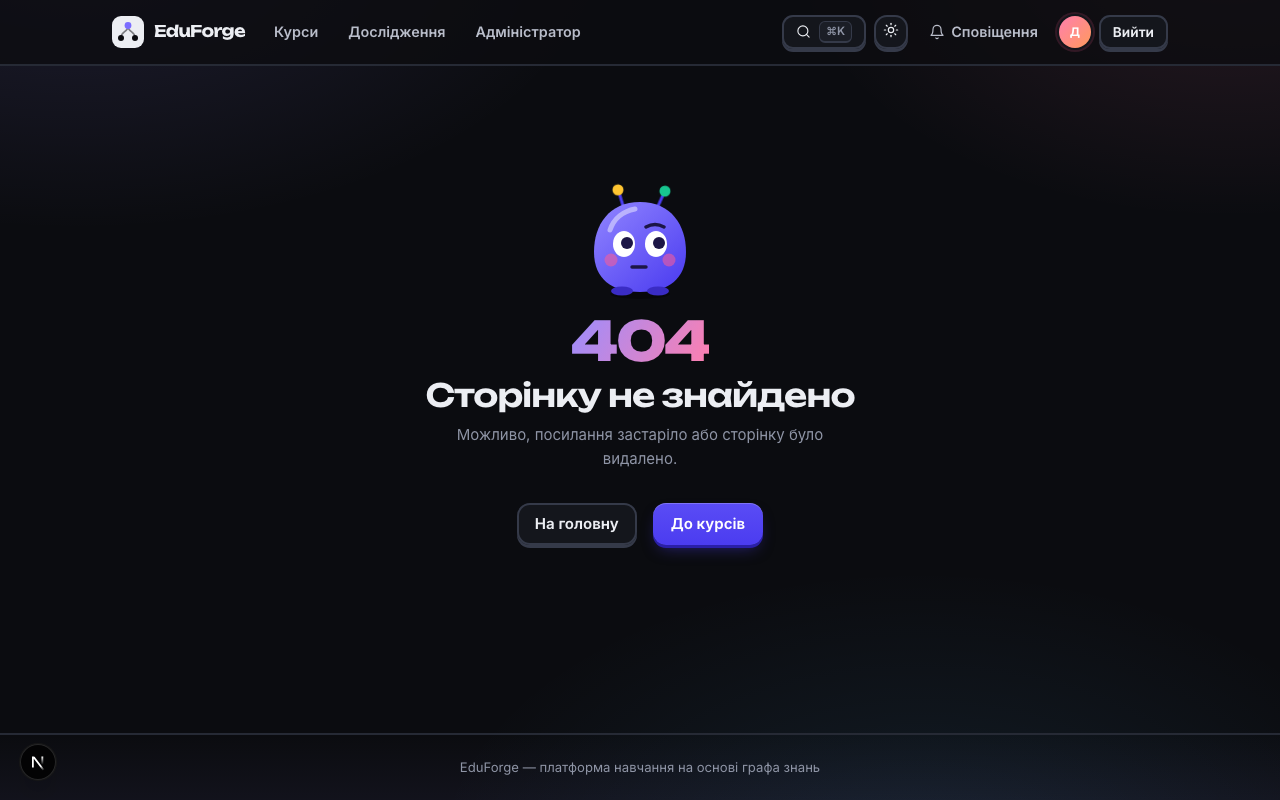 EduForge
Курси
Дослідження
Адміністратор
⌘K
Сповіщення
Д
Вийти
404
Сторінку не знайдено
Можливо, посилання застаріло або сторінку було
видалено.
На головну
До курсів
N
EduForge — платформа навчання на основі графа знань